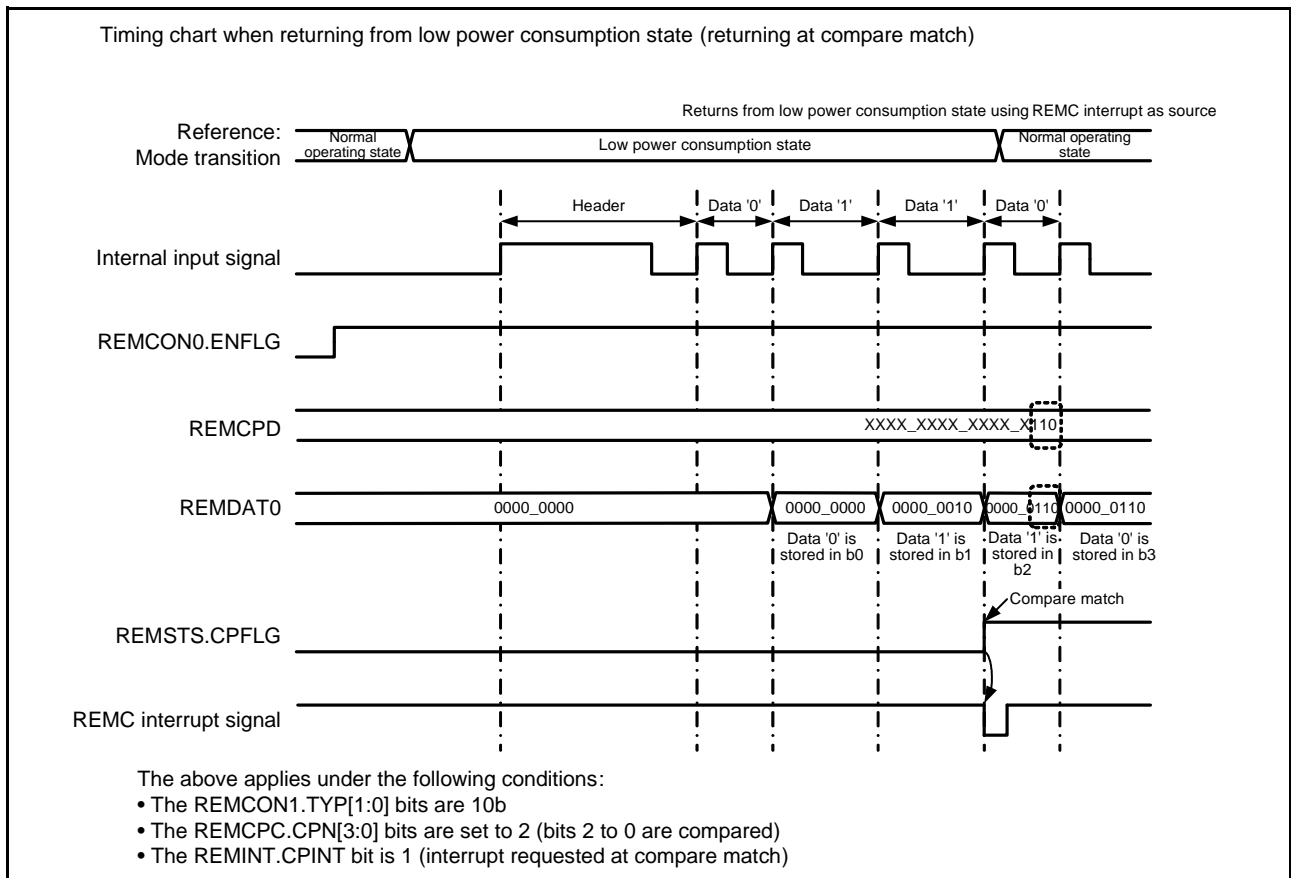 Timing chart when returning from low power consumption state (returning at compare match)
Returns from low power consumption state using REMC interrupt as source
Reference:
Mode transition
Normal
operating state
Low power consumption state
Normal operating
state
Header
Data '0'
Data '1'
Data '1'
Data '0'
Internal input signal
REMCON0.ENFLG
REMCPD
XXXX_XXXX_XXXX_X110
REMDAT0
0000_0000
0000_0000
0000_0010
0000_0110
0000_0110
Data '0' is
stored in b0
Data '1' is
stored in b1
Data '1' is
stored in
b2
Data '0' is
stored in b3
Compare match
REMSTS.CPFLG
REMC interrupt signal
The above applies under the following conditions:
• The REMCON1.TYP[1:0] bits are 10b
• The REMCPC.CPN[3:0] bits are set to 2 (bits 2 to 0 are compared)
• The REMINT.CPINT bit is 1 (interrupt requested at compare match)